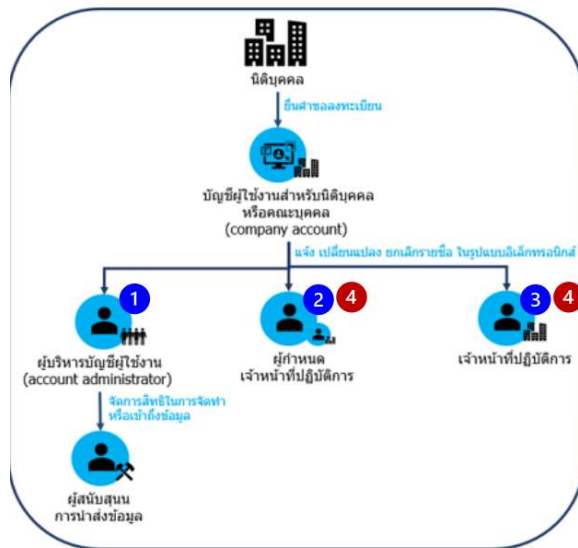 นิติบุคคล
ยื่นคำขอลงทะเบียน
บัญชีผู้ใช้งานสำหรับนิติบุคคล
หรือคณะบุคคล
(company account)
แจ้ง เปลี่ยนแปลง ยกเลิกรายชื่อ ในรูปแบบอิเล็กทรอนิกส์
1
2
4
3
4
ผู้บริหารบัญชีผู้ใช้งาน
(account administrator)
ผู้กำหนด
เจ้าหน้าที่ปฏิบัติการ
เจ้าหน้าที่ปฏิบัติการ
จัดการสิทธิในการจัดทำ
หรือเข้าถึงข้อมูล
ผู้สนับสนุน
การนำส่งข้อมูล